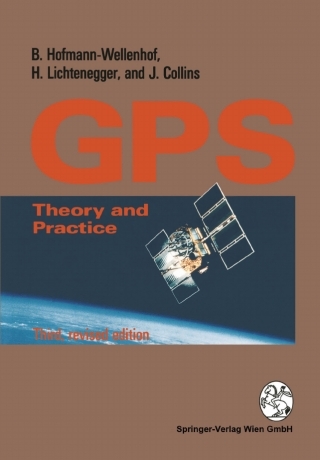 B. Hofmann-Wellenhof,
H. Lichtenegger, and J. Collins
GPS
Theory and
Practice
Third, revised edition
Springer-Verlag Wien GmbH